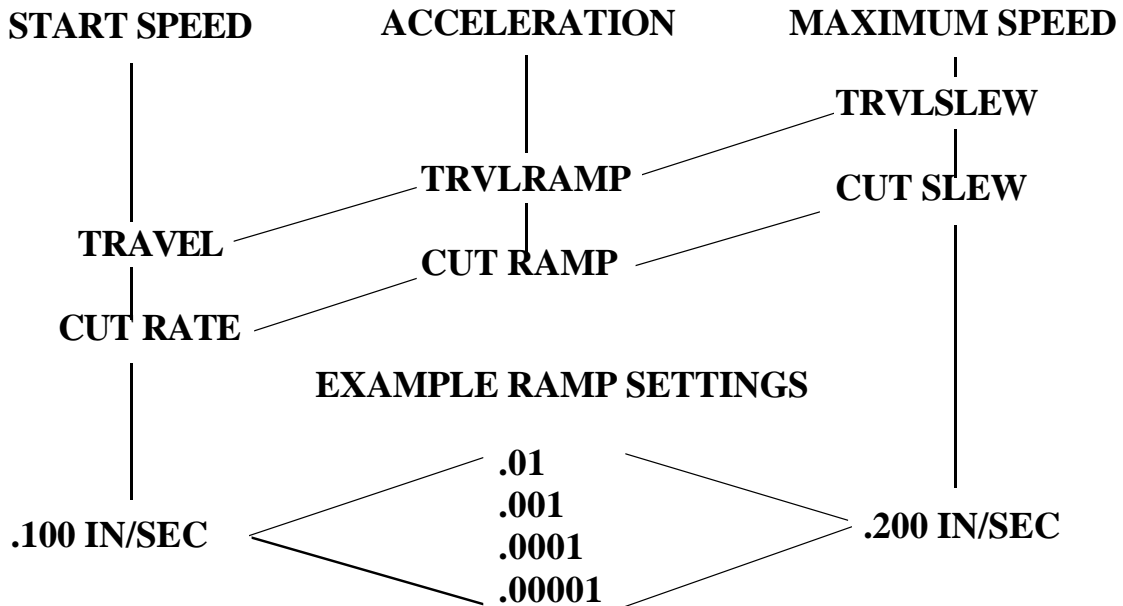 START SPEED
ACCELERATION
MAXIMUM SPEED
TRVLSLEW
TRVLRAMP
CUT SLEW
TRAVEL
CUT RAMP
CUT RATE
EXAMPLE RAMP SETTINGS
.01
.001
.100 IN/SEC
.200 IN/SEC
.0001
.00001